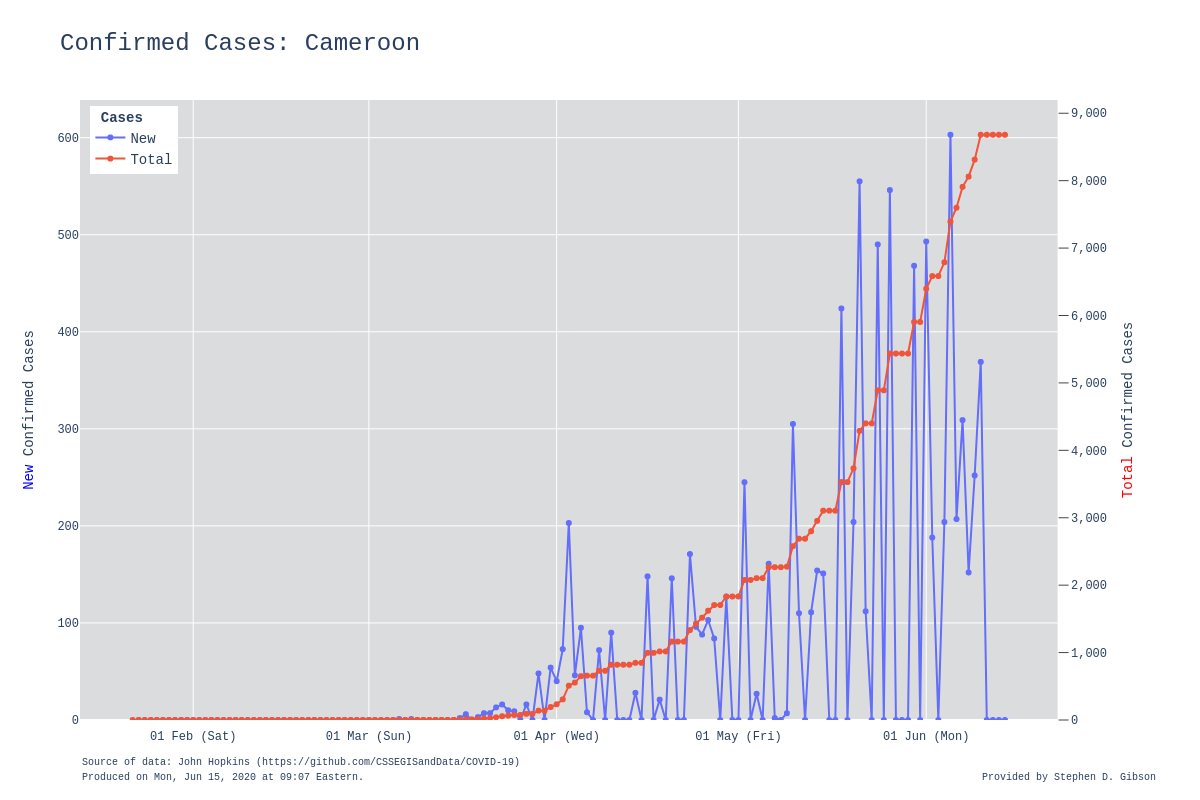 Confirmed Cases: Cameroon
Cases
New
Total
600
500
400
300
200
100
0
9,000
8,000
7,000
6,000
5,000
4,000
3,000
2,000
1,000
0
New Confirmed Cases
Total Confirmed Cases
01 Feb (Sat)
01 Mar (Sun)
01 Apr (Wed)
01 May (Fri)
01 Jun (Mon)
Source of data: John Hopkins (https://github.com/CSSEGISandData/COVID-19)
Produced on Mon, Jun 15, 2020 at 09:07 Eastern.
Provided by Stephen D. Gibson